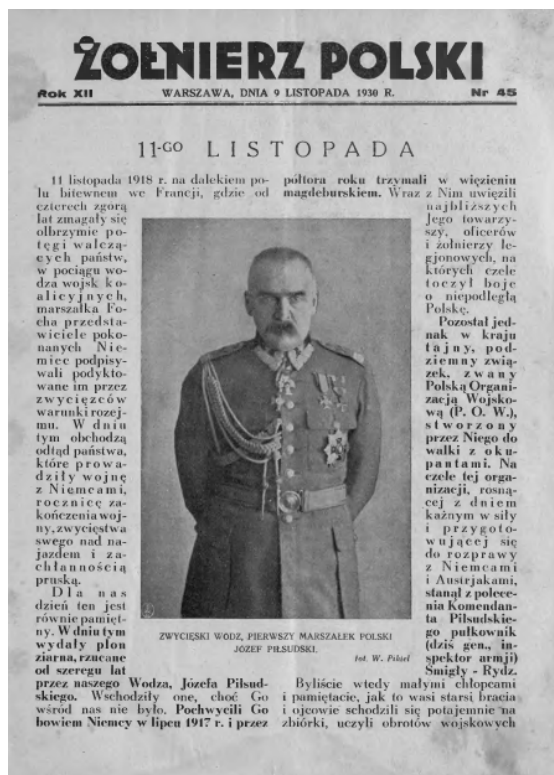 ŻOŁNIERZ POLSKI
Rok XII
WARSZAWA, DNIA 9 LISTOPADA 1930 R.
Nr 45
11-GO LISTOPADA
11 listopada 1918 r. na dalekiem po-
lu bitewnem we Francji, gdzie od
czterech zgórą
lat zmagały się
olbrzymie po-
tęgi walczą-
cych państw,
w pociągu wo-
dza wojsk ko-
alicyjnych,
marszałka Fo-
cha przedsta-
wiciele poko-
nanych Nie-
miec podpisy-
wali podykto-
wane im przez
zwycięzców
warunki rozej-
mu. W dniu
tym obchodzą
odtąd państwa,
które prowa-
dziły wojnę
z Niemcami,
rocznicę za-
kończenia woj-
ny, zwycięstwa
swego nad na-
jazdem i za-
chłannością
pruską.
Dla nas
dzień ten jest
równie pamięt-
ny. W dniu tym
wydały plon
ziarna, rzucane
od szeregu lat
przez naszego Wodza, Józefa Piłsud-
skiego. Wschodziły one, choć Go
wśród nas nie było. Pochwycili Go
bowiem Niemcy w lipcu 1917 r. i przez
półtora roku trzymali w więzieniu
magdeburskiem. Wraz z Nim uwięzili
najbliższych
Jego towarzy-
szy, oficerów
i żołnierzy le-
gjonowych, na
których czele
toczył boje
o niepodległą
Polskę.
Pozostał jed-
nak w kraju
tajny, pod-
ziemny zwią-
zek, zwany
Polską Organi-
zacją Wojsko-
wą (P. O. W.),
stworzony
przez Niego do
walki z oku-
pantami. Na
czele tej orga-
nizacji, rosną-
cej z dniem
każnym w siły
i przygoto-
wującej się
do rozprawy
z Niemcami
i Austrjakami,
stanął z polece-
nia Komendan-
ta Piłsudskie-
go pułkownik
(dziś gen., in-
spektor armji)
Śmigły - Rydz.
Byliście wtedy małymi chłopcami
i pamiętacie, jak to wasi starsi bracia
i ojcowie schodzili się potajemnie na
zbiórki, uczyli obrotów wojskowych
ZWYCIĘSKI WÓDZ, PIERWSZY MARSZAŁEK POLSKI
JÓZEF PIŁSUDSKI.
fot. W. Pikiel